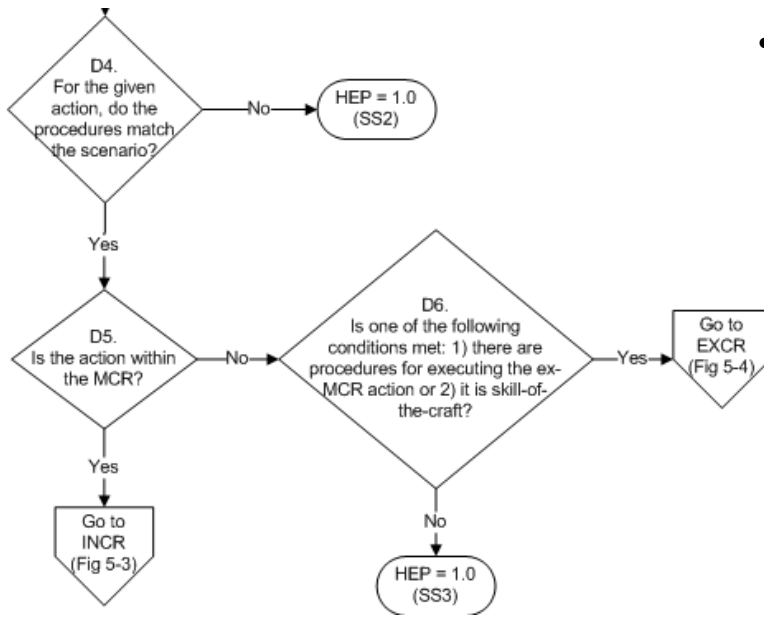 D4.
For the given
action, do the
procedures match
the scenario?
No
HEP = 1.0
(SS2)
Yes
D5.
Is the action within
the MCR?
No
D6.
Is one of the following
conditions met: 1) there are
procedures for executing the ex-
MCR action or 2) it is skill-of-
the-craft?
Yes
Go to
EXCR
(Fig 5-4)
Yes
Go to
INCR
(Fig 5-3)
No
HEP = 1.0
(SS3)